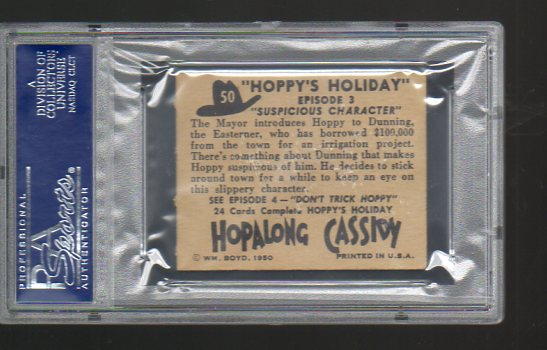 A
DIVISION OF
COLLECTORS
UNIVERSE
NASDAQ CLCT
PROFESSIONAL
PSA
Sports
AUTHENTICATOR
50
"HOPPY'S HOLIDAY"
EPISODE 3
"SUSPICIOUS CHARACTER"
The Mayor introduces Hoppy to Dunning,
the Easterner, who has borrowed $100,000
from the town for an irrigation project.
There's something about Dunning that makes
Hoppy suspicious of him. He decides to stick
around town for a while to keep an eye on
this slippery character.
SEE EPISODE 4 — "DON'T TRICK HOPPY"
24 Cards Complete HOPPY'S HOLIDAY
HOPALONG CASSIDY
© WM. BOYD, 1950 PRINTED IN U.S.A.